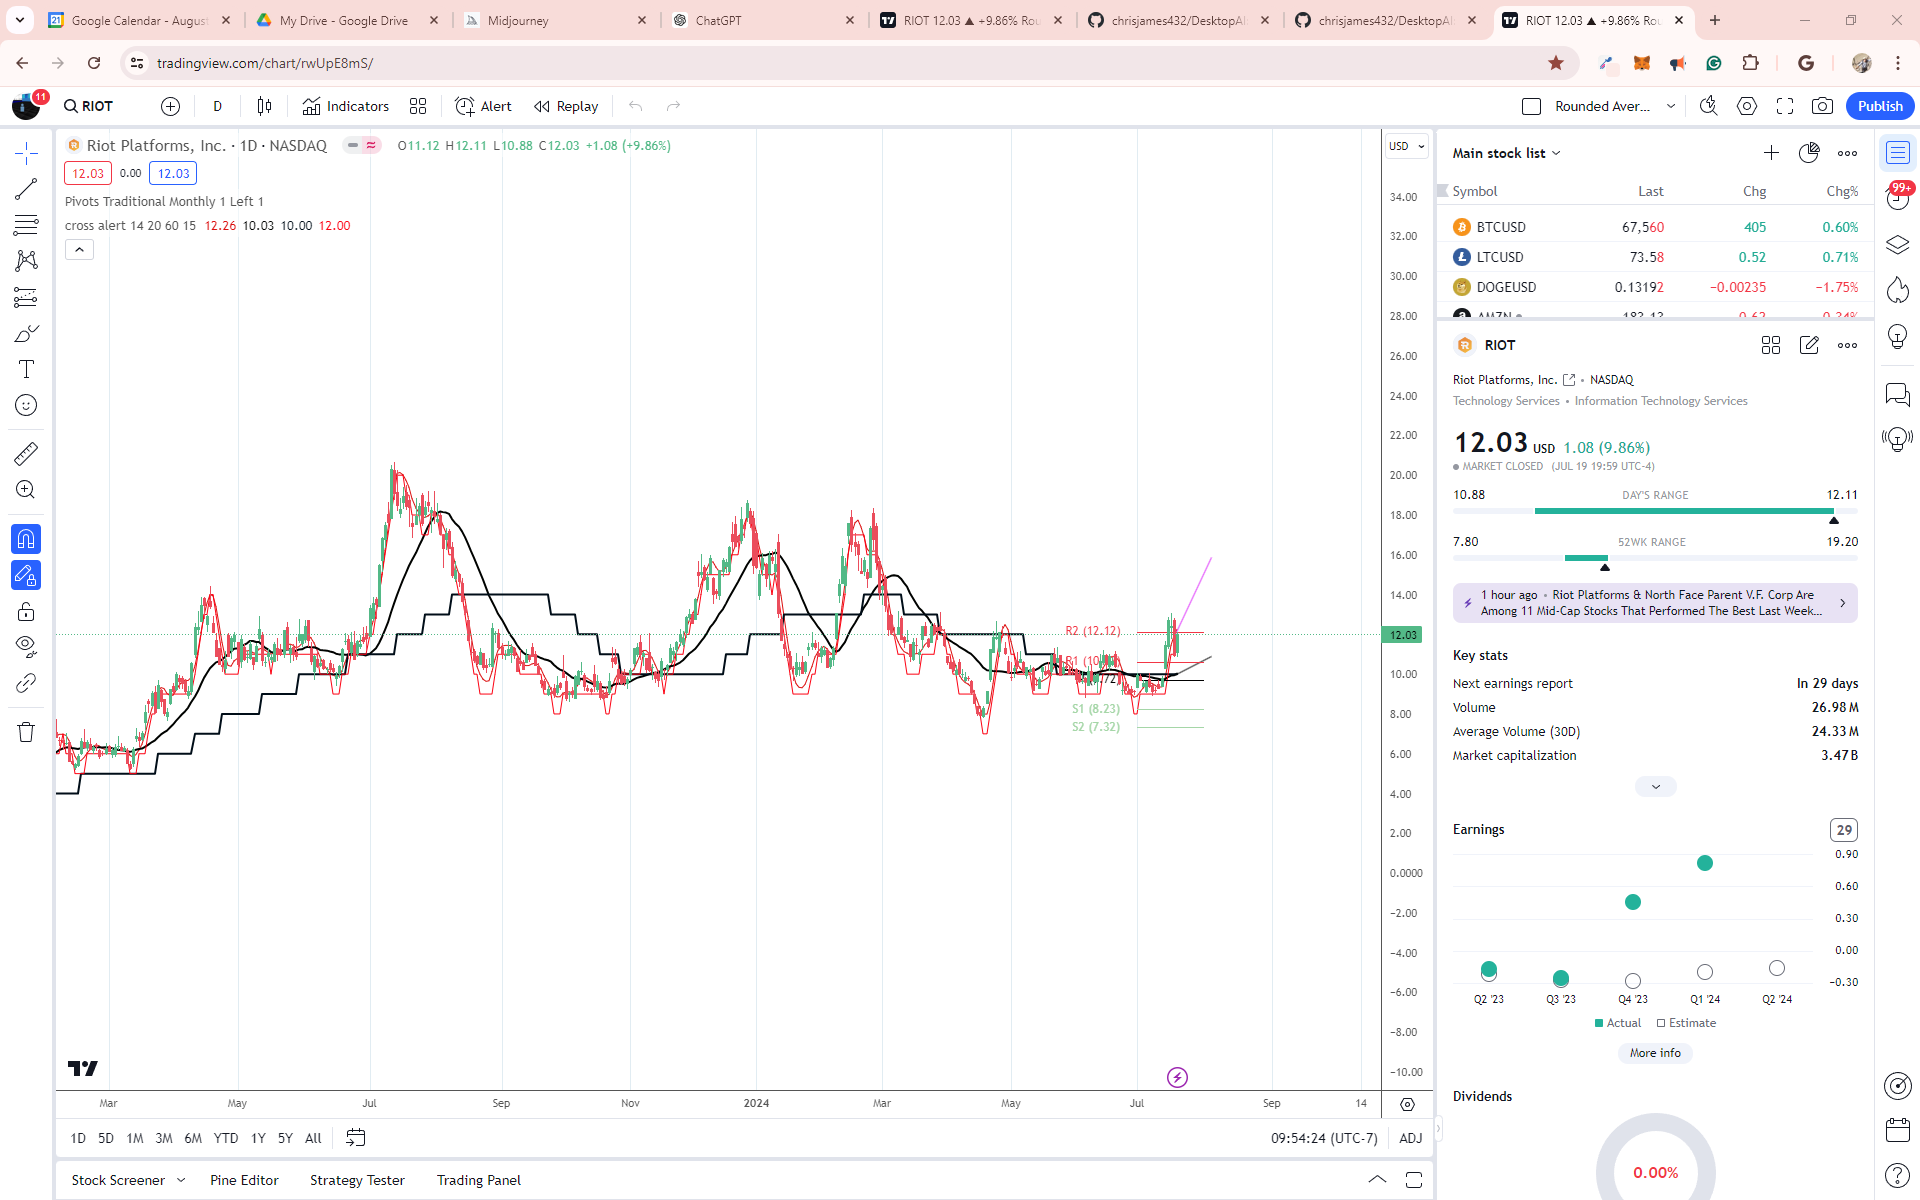 Google Calendar - August
My Drive - Google Drive
Midjourney
ChatGPT
RIOT 12.03 ▲ +9.86% Rou
chrisjames432/DesktopAI
chrisjames432/DesktopAI
RIOT 12.03 ▲ +9.86% Rou
tradingview.com/chart/rwUpE8mS/
11
RIOT
D
Indicators
Alert
Replay
Rounded Aver...
Publish
Riot Platforms, Inc. · 1D · NASDAQ
O11.12 H12.11 L10.88 C12.03 +1.08 (+9.86%)
12.03 0.00 12.03
Pivots Traditional Monthly 1 Left 1
cross alert 14 20 60 15 12.26 10.03 10.00 12.00
USD
34.00
32.00
30.00
28.00
26.00
24.00
22.00
20.00
18.00
16.00
14.00
12.03
10.00
8.00
6.00
4.00
2.00
0.0000
−2.00
−4.00
−6.00
−8.00
−10.00
R2 (12.12)
S1 (8.23)
S2 (7.32)
Mar May Jul Sep Nov 2024 Mar May Jul Sep 14
1D 5D 1M 3M 6M YTD 1Y 5Y All
09:54:24 (UTC-7) ADJ
Stock Screener Pine Editor Strategy Tester Trading Panel
Main stock list
Symbol Last Chg Chg%
BTCUSD 67,560 405 0.60%
LTCUSD 73.58 0.52 0.71%
DOGEUSD 0.13192 −0.00235 −1.75%
RIOT
Riot Platforms, Inc. • NASDAQ
Technology Services • Information Technology Services
12.03 USD 1.08 (9.86%)
MARKET CLOSED (JUL 19 19:59 UTC-4)
10.88 DAY'S RANGE 12.11
7.80 52WK RANGE 19.20
1 hour ago • Riot Platforms & North Face Parent V.F. Corp Are
Among 11 Mid-Cap Stocks That Performed The Best Last Week...
Key stats
Next earnings report In 29 days
Volume 26.98 M
Average Volume (30D) 24.33 M
Market capitalization 3.47 B
Earnings
29
0.90
0.60
0.30
0.00
−0.30
Q2 '23 Q3 '23 Q4 '23 Q1 '24 Q2 '24
Actual Estimate
More info
Dividends
0.00%
99+